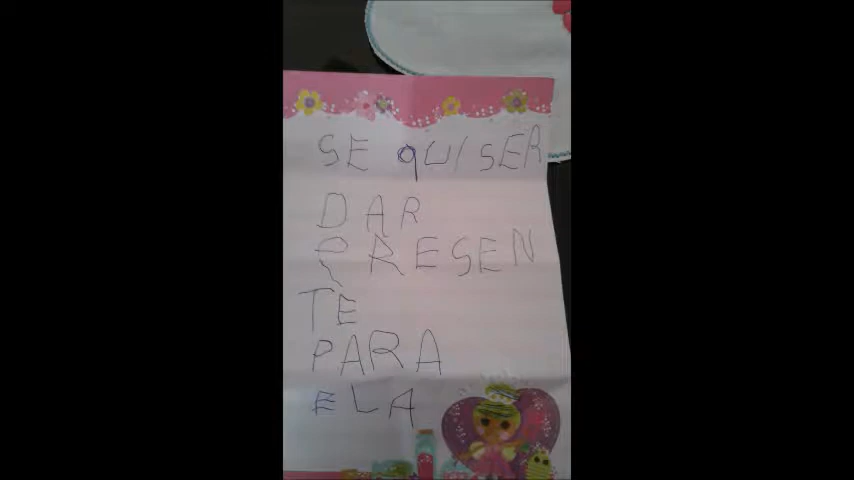 SE qUISER
DAR
PRESEN
TE
PARA
ELA